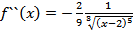 f``(x) = −2/9 1/∛(x−2)⁵